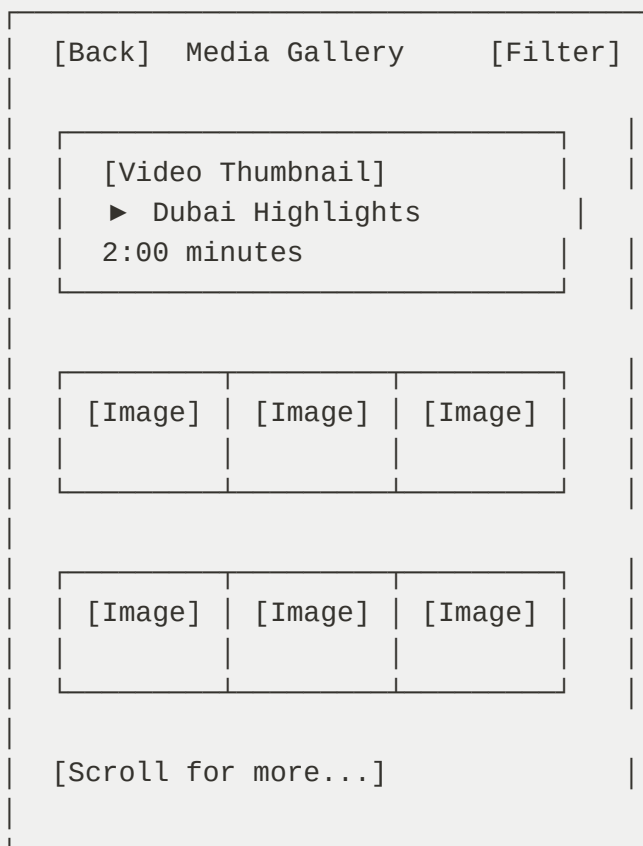 [Back] Media Gallery [Filter]
[Video Thumbnail]
► Dubai Highlights
2:00 minutes
[Image] [Image] [Image]
[Image] [Image] [Image]
[Scroll for more...]